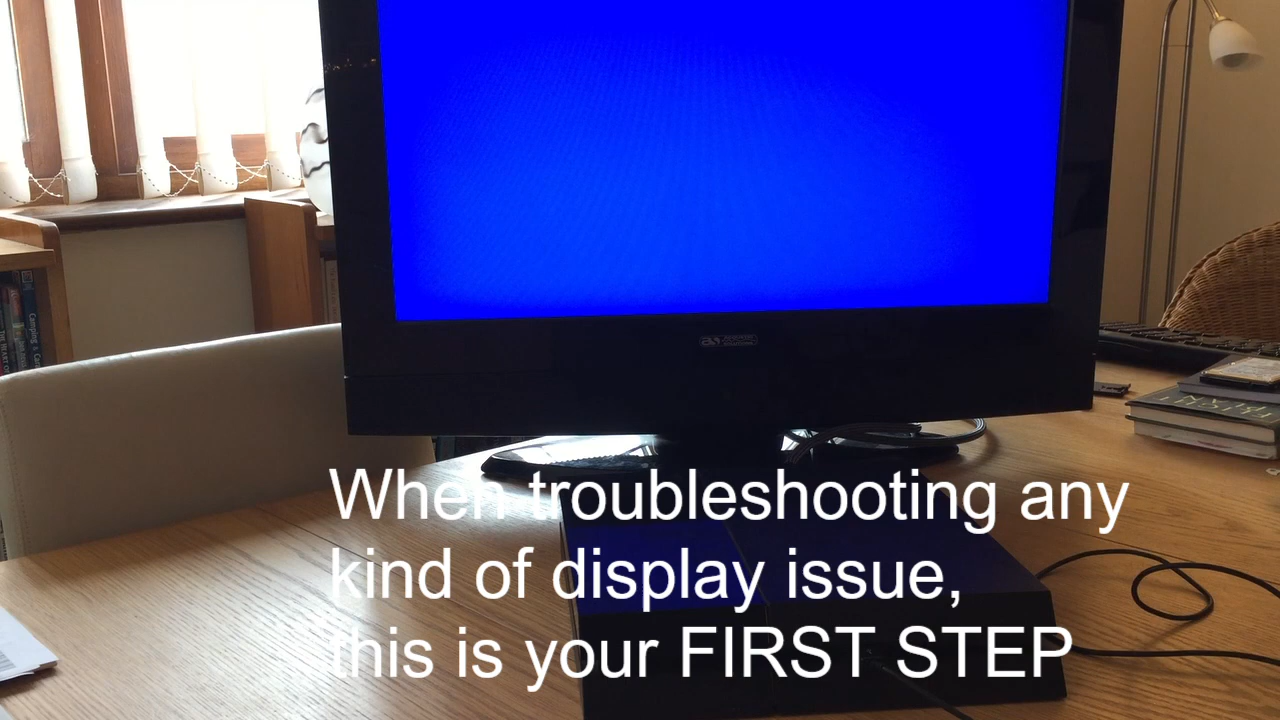 When troubleshooting any
kind of display issue,
this is your FIRST STEP